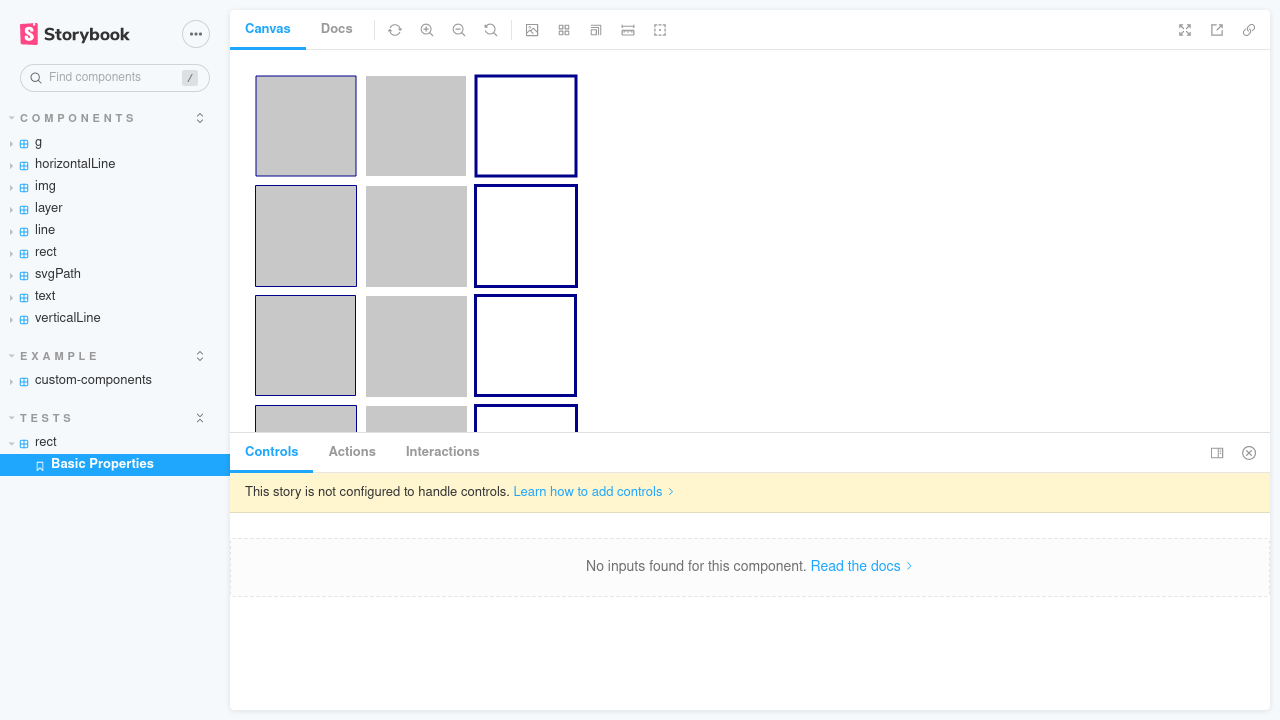 Storybook
Find components
/
COMPONENTS
g
horizontalLine
img
layer
line
rect
svgPath
text
verticalLine
EXAMPLE
custom-components
TESTS
rect
Basic Properties
Canvas Docs
Controls Actions Interactions
This story is not configured to handle controls. Learn how to add controls
No inputs found for this component. Read the docs